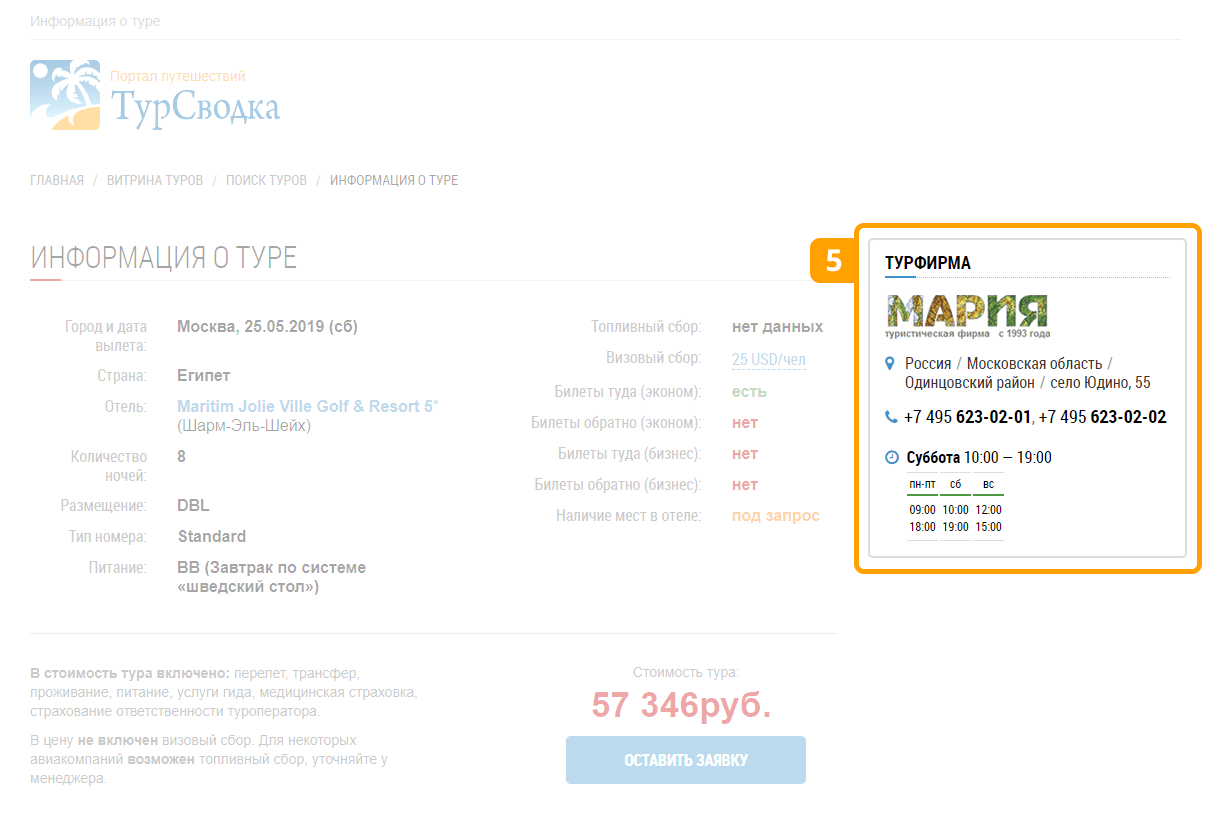 Информация о туре
Портал путешествий
ТурСводка
ГЛАВНАЯ / ВИТРИНА ТУРОВ / ПОИСК ТУРОВ / ИНФОРМАЦИЯ О ТУРЕ
ИНФОРМАЦИЯ О ТУРЕ
Город и дата
вылета:
Москва, 25.05.2019 (сб)
Страна:
Египет
Отель:
Maritim Jolie Ville Golf & Resort 5*
(Шарм-Эль-Шейх)
Количество
ночей:
8
Размещение:
DBL
Тип номера:
Standard
Питание:
BB (Завтрак по системе
«шведский стол»)
Топливный сбор: нет данных
Визовый сбор: 25 USD/чел
Билеты туда (эконом): есть
Билеты обратно (эконом): нет
Билеты туда (бизнес): нет
Билеты обратно (бизнес): нет
Наличие мест в отеле: под запрос
5
ТУРФИРМА
МАРИЯ
туристическая фирма с 1993 года
Россия / Московская область /
Одинцовский район / село Юдино, 55
+7 495 623-02-01, +7 495 623-02-02
Суббота 10:00 — 19:00
пн-пт сб вс
09:00 10:00 12:00
18:00 19:00 15:00
В стоимость тура включено: перелет, трансфер,
проживание, питание, услуги гида, медицинская страховка,
страхование ответственности туроператора.
В цену не включен визовый сбор. Для некоторых
авиакомпаний возможен топливный сбор, уточняйте у
менеджера.
Стоимость тура:
57 346руб.
ОСТАВИТЬ ЗАЯВКУ